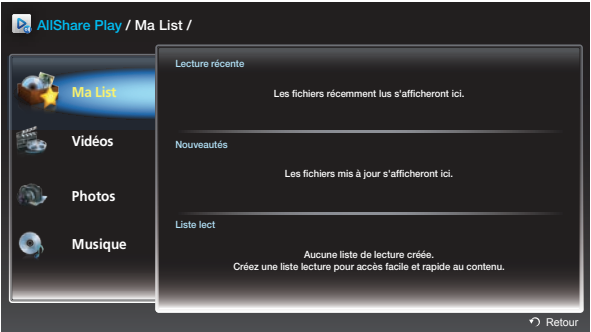 AllShare Play / Ma List /
Ma List
Vidéos
Photos
Musique
Lecture récente
Les fichiers récemment lus s'afficheront ici.
Nouveautés
Les fichiers mis à jour s'afficheront ici.
Liste lect
Aucune liste de lecture créée.
Créez une liste lecture pour accès facile et rapide au contenu.
Retour